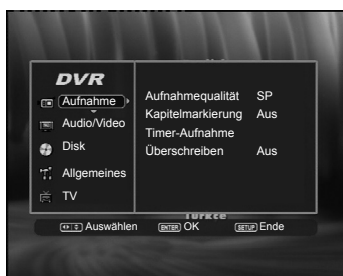 DVR
Aufnahme
Audio/Video
Disk
Allgemeines
TV
Aufnahmequalität SP
Kapitelmarkierung Aus
Timer-Aufnahme
Überschreiben Aus
Türkçe
Auswählen ENTER OK SETUP Ende